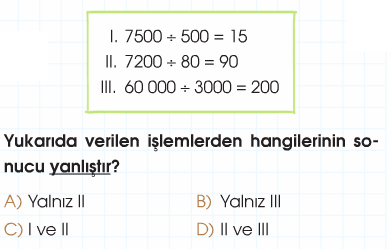 I. 7500 ÷ 500 = 15
II. 7200 ÷ 80 = 90
III. 60 000 ÷ 3000 = 200
Yukarıda verilen işlemlerden hangilerinin so-
nucu yanlıştır?
A) Yalnız II B) Yalnız III
C) I ve II D) II ve III